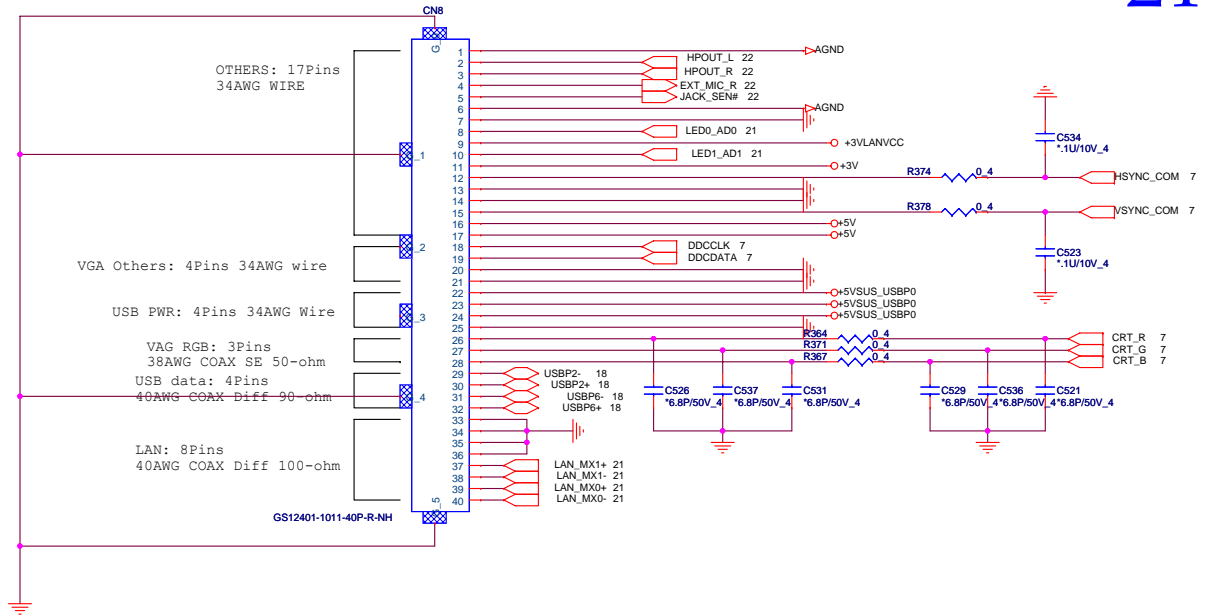 CN8
G_0
1 AGND
2 HPOUT_L 22
3 HPOUT_R 22
4 EXT_MIC_R 22
5 JACK_SEN# 22
6 AGND
7
8 LED0_AD0 21
9 +3VLANVCC
10 LED1_AD1 21
11 +3V
12 R374 0_4 HSYNC_COM 7
13
14
15 R378 0_4 VSYNC_COM 7
16 +5V
17 +5V
18 DDCCLK 7
19 DDCDATA 7
20
21
22 +5VSUS_USBP0
23 +5VSUS_USBP0
24 +5VSUS_USBP0
25
26 R364 0_4 CRT_R 7
27 R371 CRT_G 7
28 R367 0_4 CRT_B 7
29 USBP2- 18
30 USBP2+ 18
31 USBP6- 18
32 USBP6+ 18
33
34
35
36
37 LAN_MX1+ 21
38 LAN_MX1- 21
39 LAN_MX0+ 21
40 LAN_MX0- 21
OTHERS: 17Pins
34AWG WIRE
_1
_2
VGA Others: 4Pins 34AWG wire
USB PWR: 4Pins 34AWG Wire
_3
VAG RGB: 3Pins
38AWG COAX SE 50-ohm
USB data: 4Pins
40AWG COAX Diff 90-ohm
_4
LAN: 8Pins
40AWG COAX Diff 100-ohm
_5
GS12401-1011-40P-R-NH
C534
*.1U/10V_4
C523
*.1U/10V_4
C526
*6.8P/50V_4
C537
*6.8P/50V_4
C531
*6.8P/50V_4
C529
*6.8P/50V_4
C536
*6.8P/50V_4
C521
*6.8P/50V_4